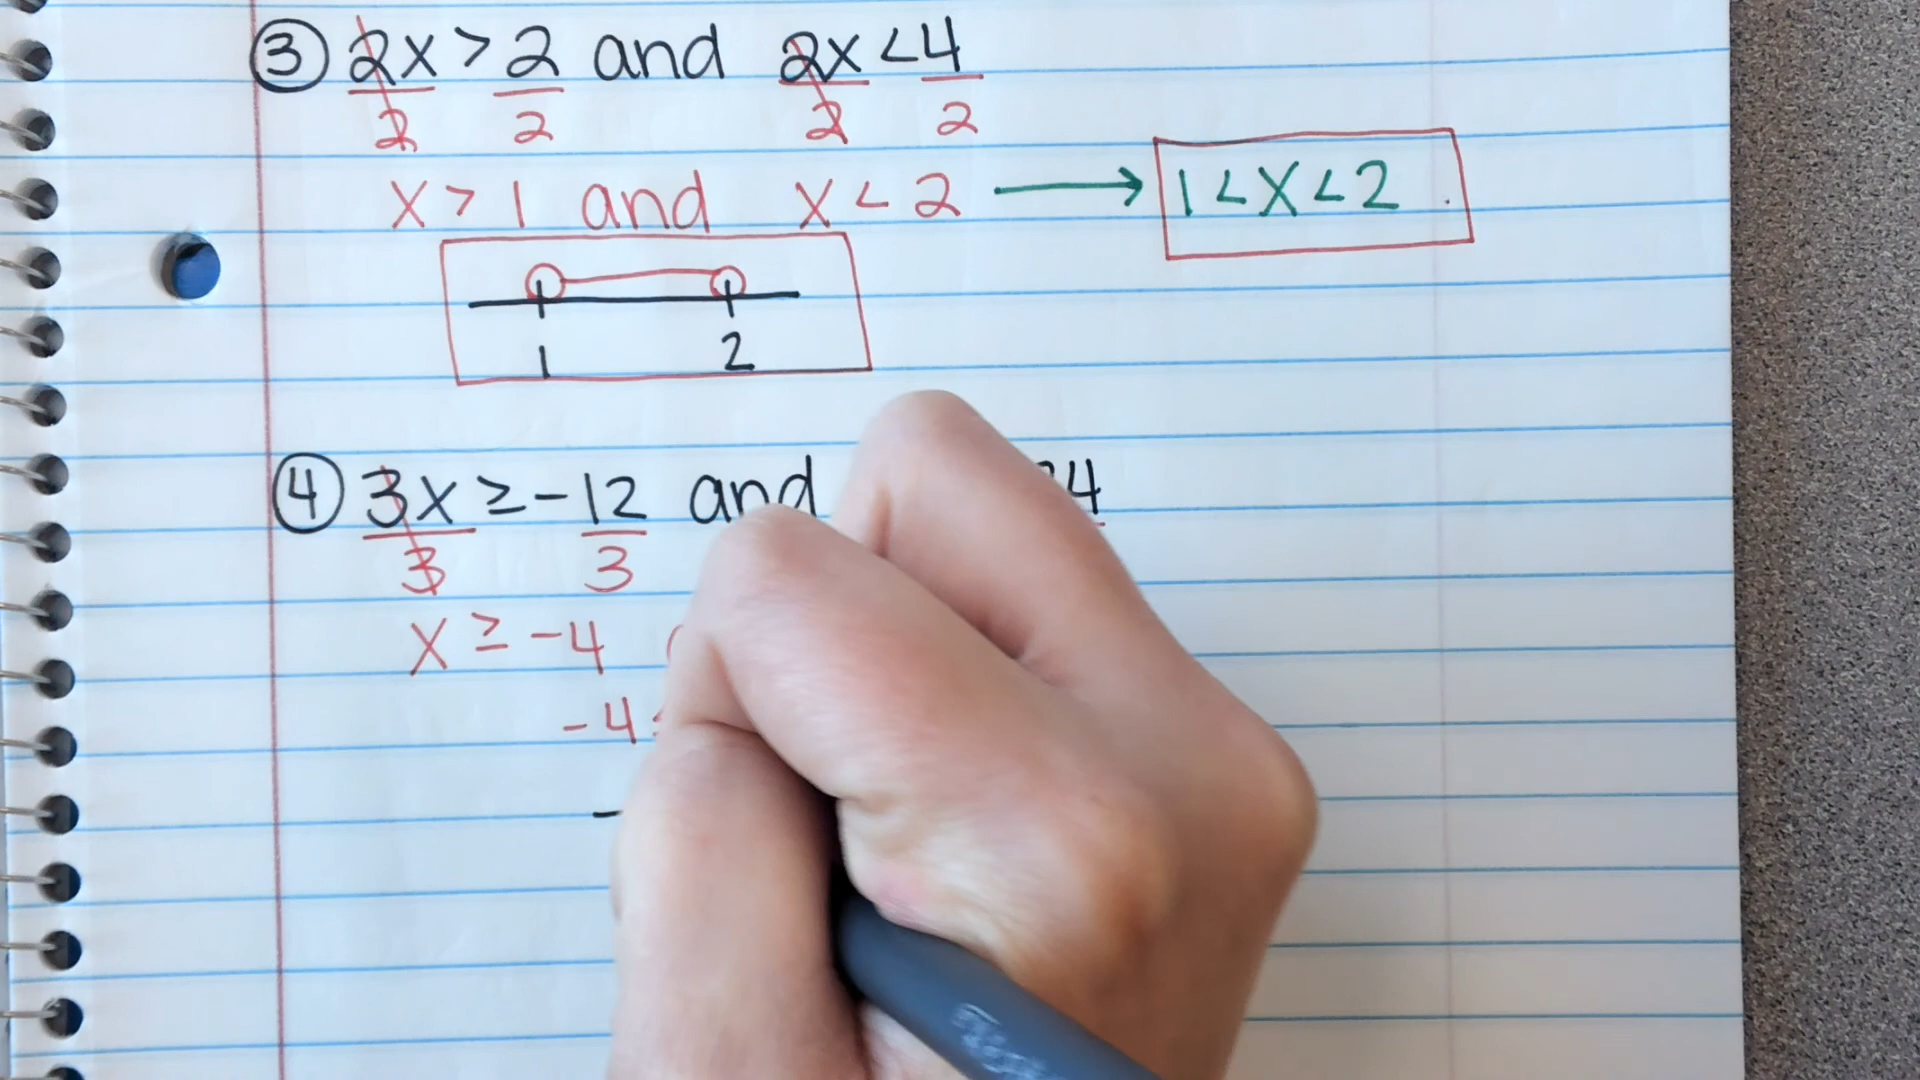 ③ 2x > 2 and 2x < 4
2 2 2 2
x > 1 and x < 2 → 1 < x < 2
1 2
④ 3x ≥ -12 and 4
3 3
x ≥ -4
-4